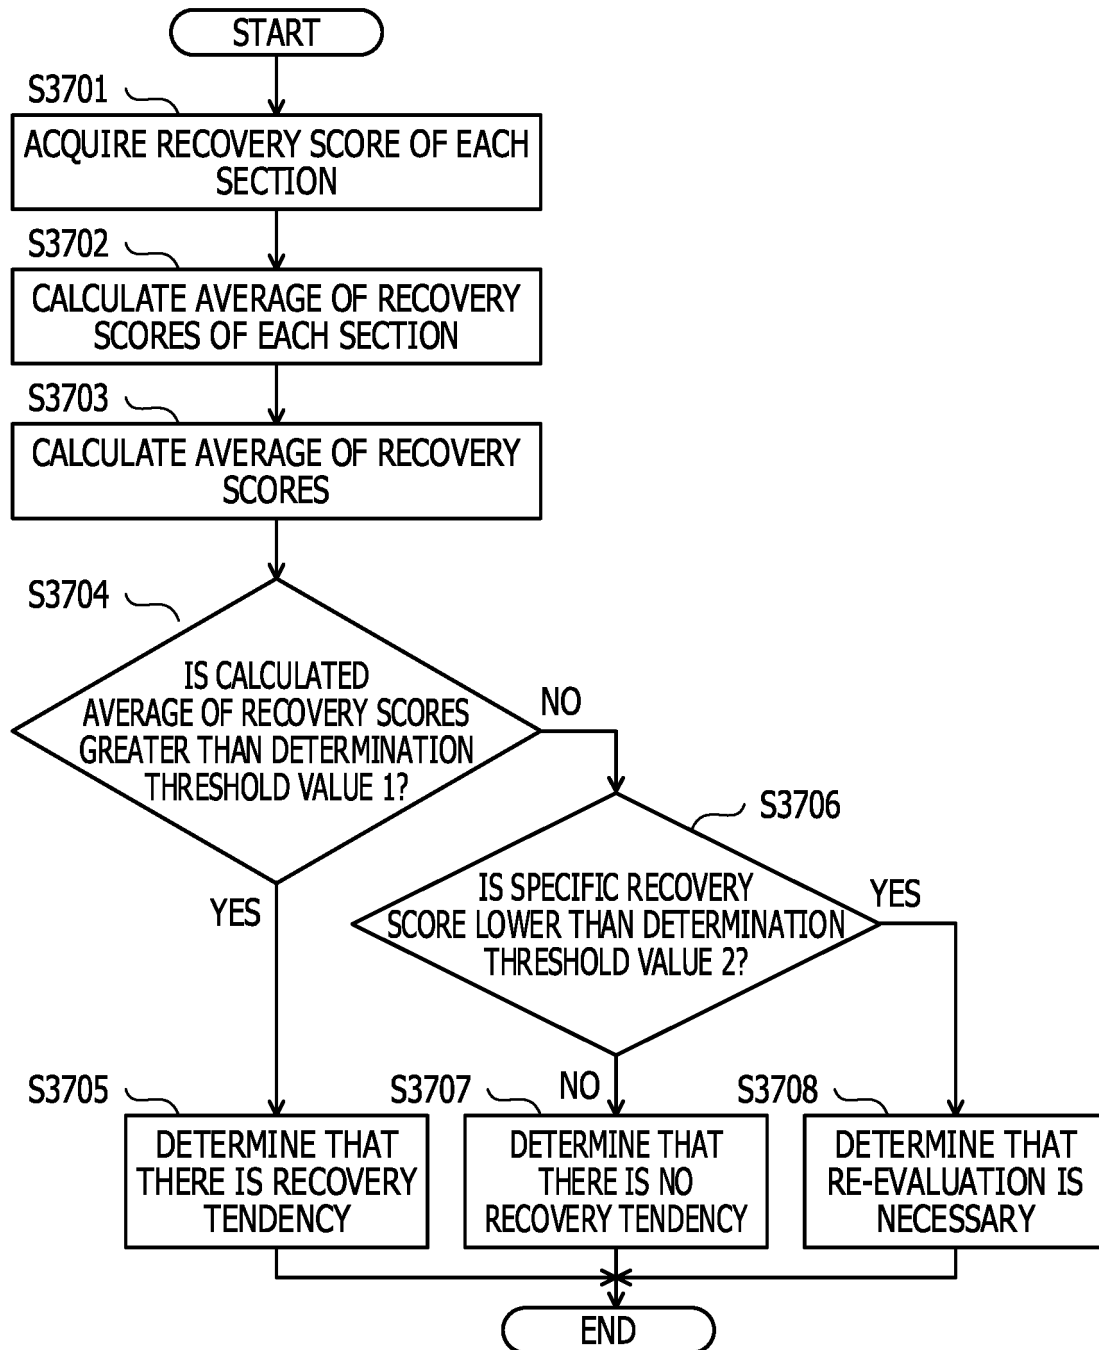 START
S3701
ACQUIRE RECOVERY SCORE OF EACH
SECTION
S3702
CALCULATE AVERAGE OF RECOVERY
SCORES OF EACH SECTION
S3703
CALCULATE AVERAGE OF RECOVERY
SCORES
S3704
IS CALCULATED
AVERAGE OF RECOVERY SCORES
GREATER THAN DETERMINATION
THRESHOLD VALUE 1?
NO
YES
S3706
IS SPECIFIC RECOVERY
SCORE LOWER THAN DETERMINATION
THRESHOLD VALUE 2?
YES
NO
S3705
DETERMINE THAT
THERE IS RECOVERY
TENDENCY
S3707
DETERMINE THAT
THERE IS NO
RECOVERY TENDENCY
S3708
DETERMINE THAT
RE-EVALUATION IS
NECESSARY
END